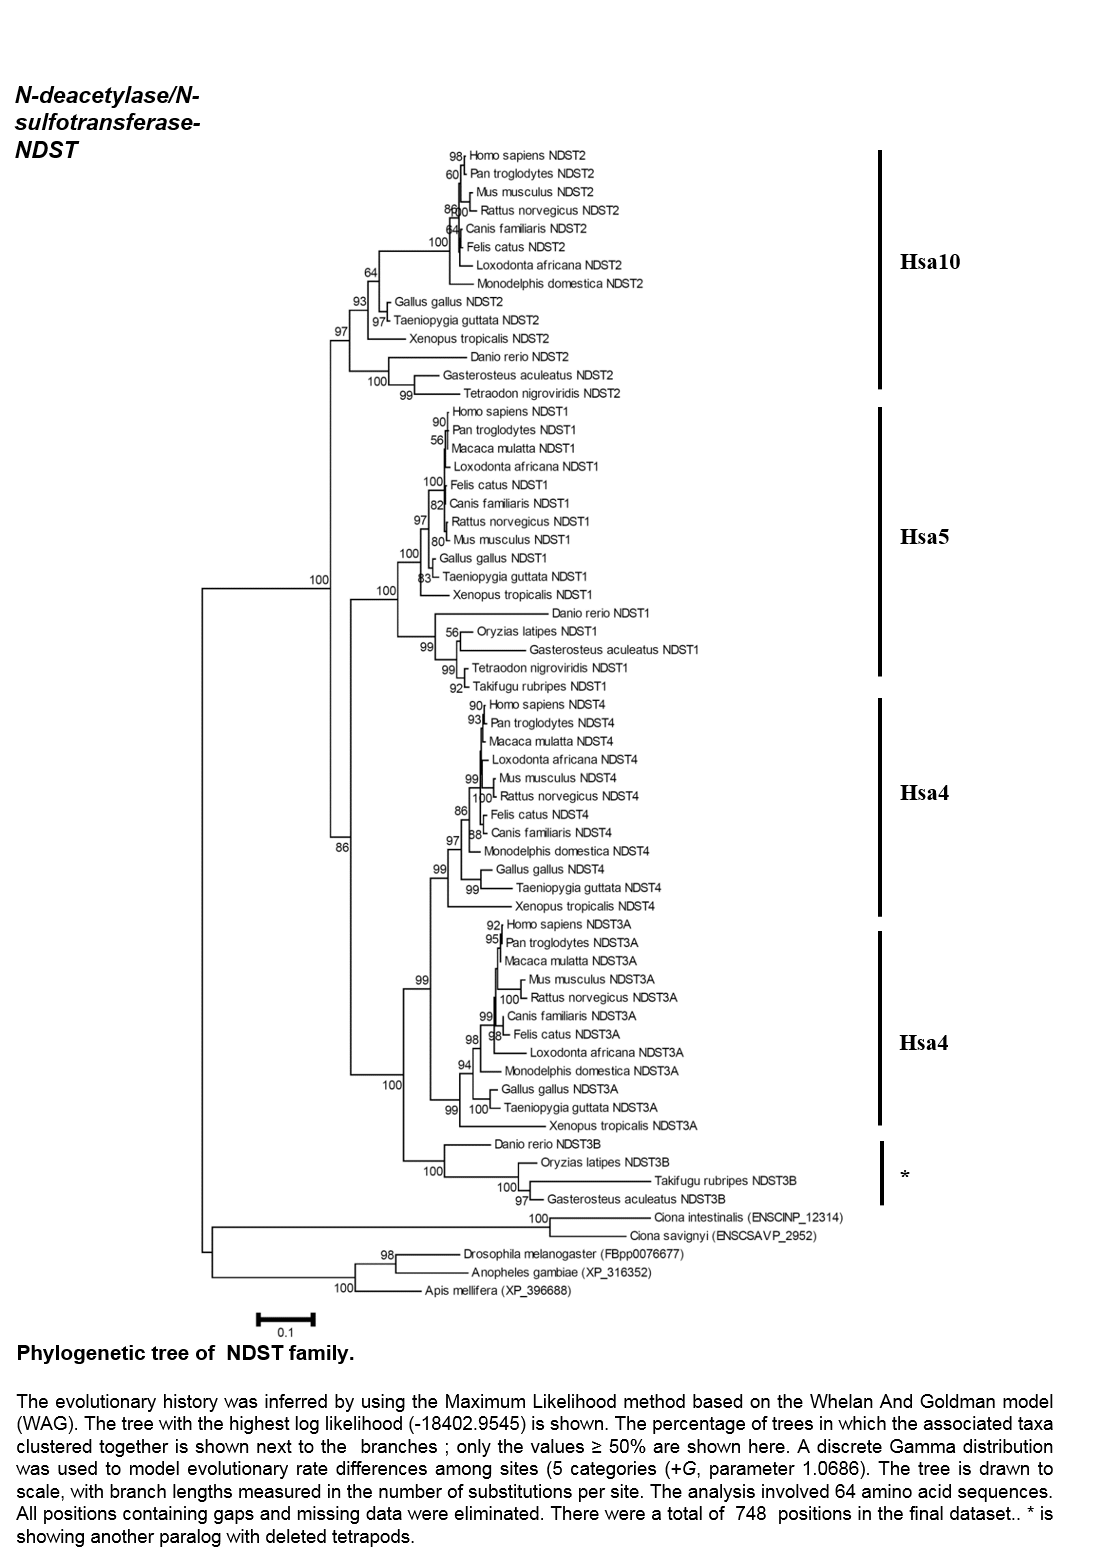 N-deacetylase/N-
sulfotransferase-
NDST
98 Homo sapiens NDST2
60 Pan troglodytes NDST2
Mus musculus NDST2
86 100 Rattus norvegicus NDST2
64 Canis familiaris NDST2
100 Felis catus NDST2
Loxodonta africana NDST2
Hsa10
64 Monodelphis domestica NDST2
93 Gallus gallus NDST2
97 Taeniopygia guttata NDST2
97 Xenopus tropicalis NDST2
Danio rerio NDST2
100 Gasterosteus aculeatus NDST2
99 Tetraodon nigroviridis NDST2
Homo sapiens NDST1
90 Pan troglodytes NDST1
56 Macaca mulatta NDST1
Loxodonta africana NDST1
100 Felis catus NDST1
82 Canis familiaris NDST1
97 Rattus norvegicus NDST1
Hsa5
80 Mus musculus NDST1
100 Gallus gallus NDST1
100 83 Taeniopygia guttata NDST1
100 Xenopus tropicalis NDST1
Danio rerio NDST1
56 Oryzias latipes NDST1
99 Gasterosteus aculeatus NDST1
99 Tetraodon nigroviridis NDST1
92 Takifugu rubripes NDST1
90 Homo sapiens NDST4
93 Pan troglodytes NDST4
Macaca mulatta NDST4
Loxodonta africana NDST4
99 Mus musculus NDST4
100 Rattus norvegicus NDST4
Hsa4
86 Felis catus NDST4
88 Canis familiaris NDST4
86 97 Monodelphis domestica NDST4
99 Gallus gallus NDST4
99 Taeniopygia guttata NDST4
Xenopus tropicalis NDST4
92 Homo sapiens NDST3A
95 Pan troglodytes NDST3A
Macaca mulatta NDST3A
99 Mus musculus NDST3A
100 Rattus norvegicus NDST3A
99 Canis familiaris NDST3A
98 98 Felis catus NDST3A
Hsa4
Loxodonta africana NDST3A
94 Monodelphis domestica NDST3A
100 Gallus gallus NDST3A
99 100 Taeniopygia guttata NDST3A
Xenopus tropicalis NDST3A
Danio rerio NDST3B
100 Oryzias latipes NDST3B
*
100 Takifugu rubripes NDST3B
97 Gasterosteus aculeatus NDST3B
100 Ciona intestinalis (ENSCINP_12314)
Ciona savignyi (ENSCSAVP_2952)
98 Drosophila melanogaster (FBpp0076677)
Anopheles gambiae (XP_316352)
100 Apis mellifera (XP_396688)
0.1
Phylogenetic tree of NDST family.
The evolutionary history was inferred by using the Maximum Likelihood method based on the Whelan And Goldman model
(WAG). The tree with the highest log likelihood (-18402.9545) is shown. The percentage of trees in which the associated taxa
clustered together is shown next to the branches ; only the values ≥ 50% are shown here. A discrete Gamma distribution
was used to model evolutionary rate differences among sites (5 categories (+G, parameter 1.0686). The tree is drawn to
scale, with branch lengths measured in the number of substitutions per site. The analysis involved 64 amino acid sequences.
All positions containing gaps and missing data were eliminated. There were a total of 748 positions in the final dataset.. * is
showing another paralog with deleted tetrapods.